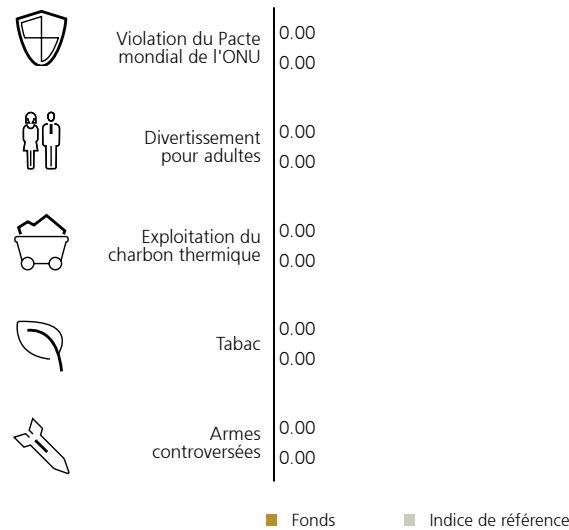 Violation du Pacte
mondial de l'ONU
0.00
0.00
Divertissement
pour adultes
0.00
0.00
Exploitation du
charbon thermique
0.00
0.00
Tabac
0.00
0.00
Armes
controversées
0.00
0.00
Fonds
Indice de référence